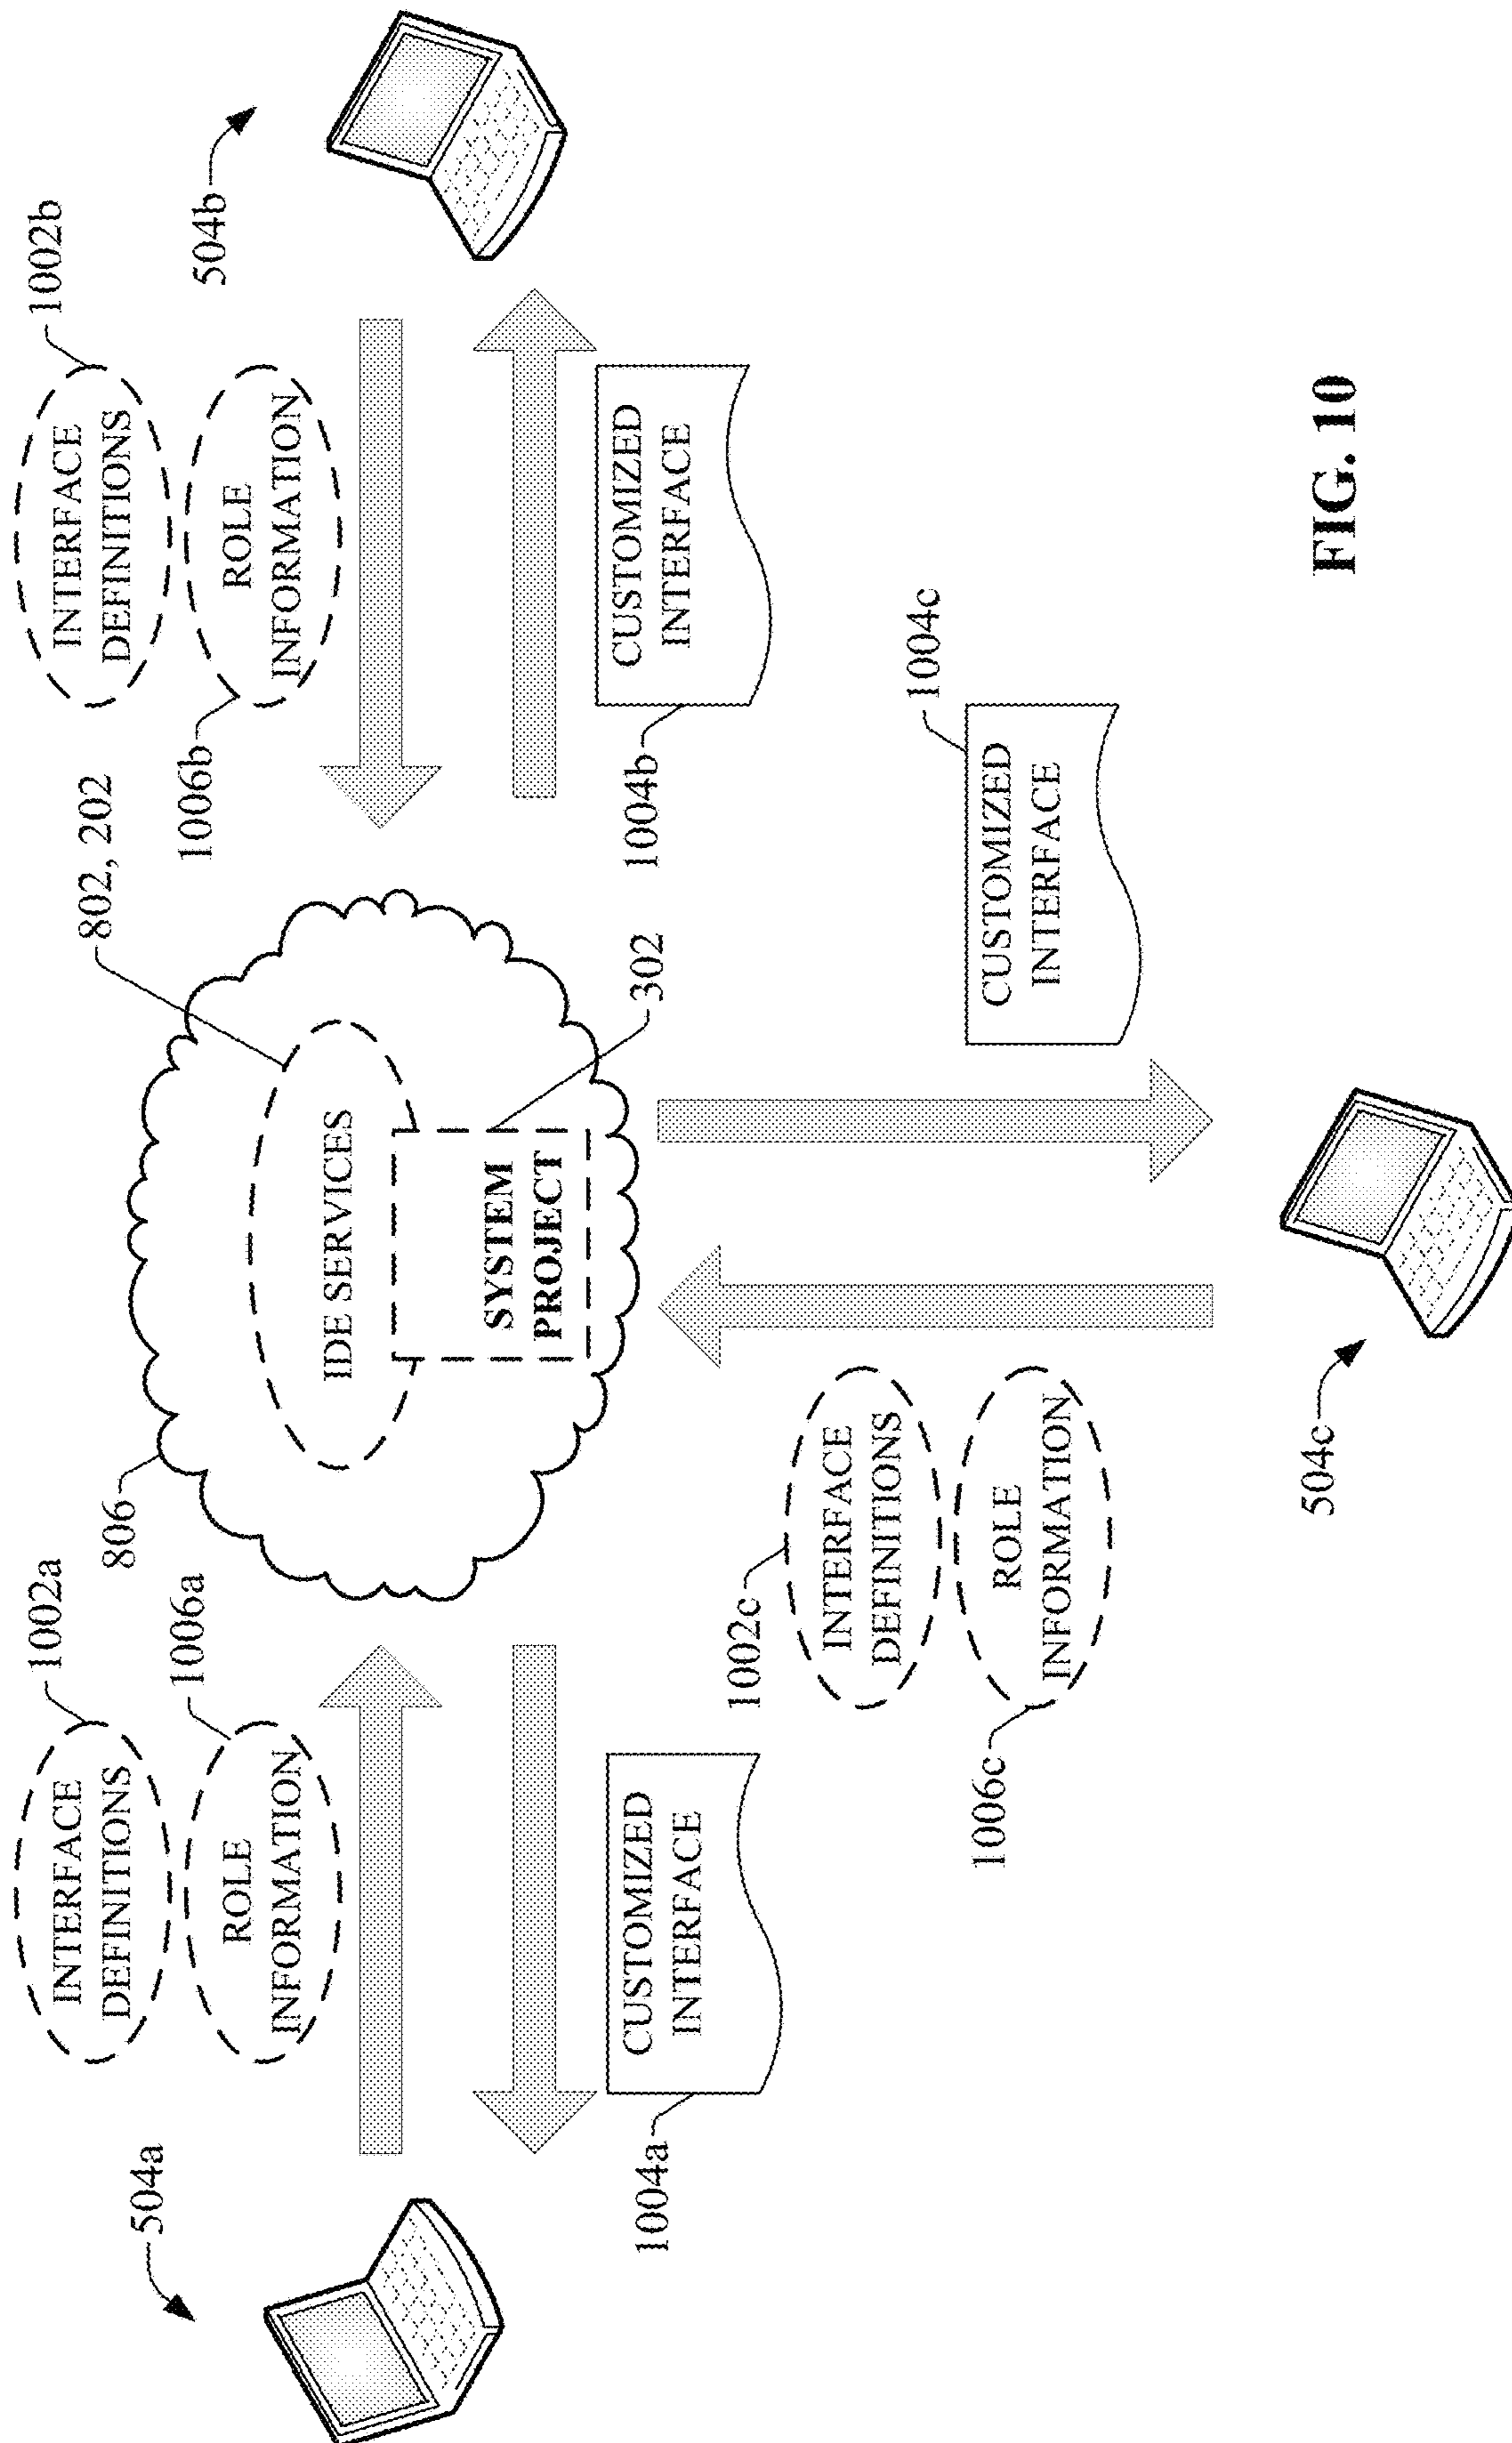 504a
INTERFACE
DEFINITIONS
1002a
ROLE
INFORMATION
1006a
CUSTOMIZED
INTERFACE
1004a
806
IDE SERVICES
802, 202
SYSTEM
PROJECT
302
INTERFACE
DEFINITIONS
1002b
ROLE
INFORMATION
1006b
504b
CUSTOMIZED
INTERFACE
1004b
1002c
INTERFACE
DEFINITIONS
ROLE
INFORMATION
1006c
CUSTOMIZED
INTERFACE
1004c
504c
FIG. 10